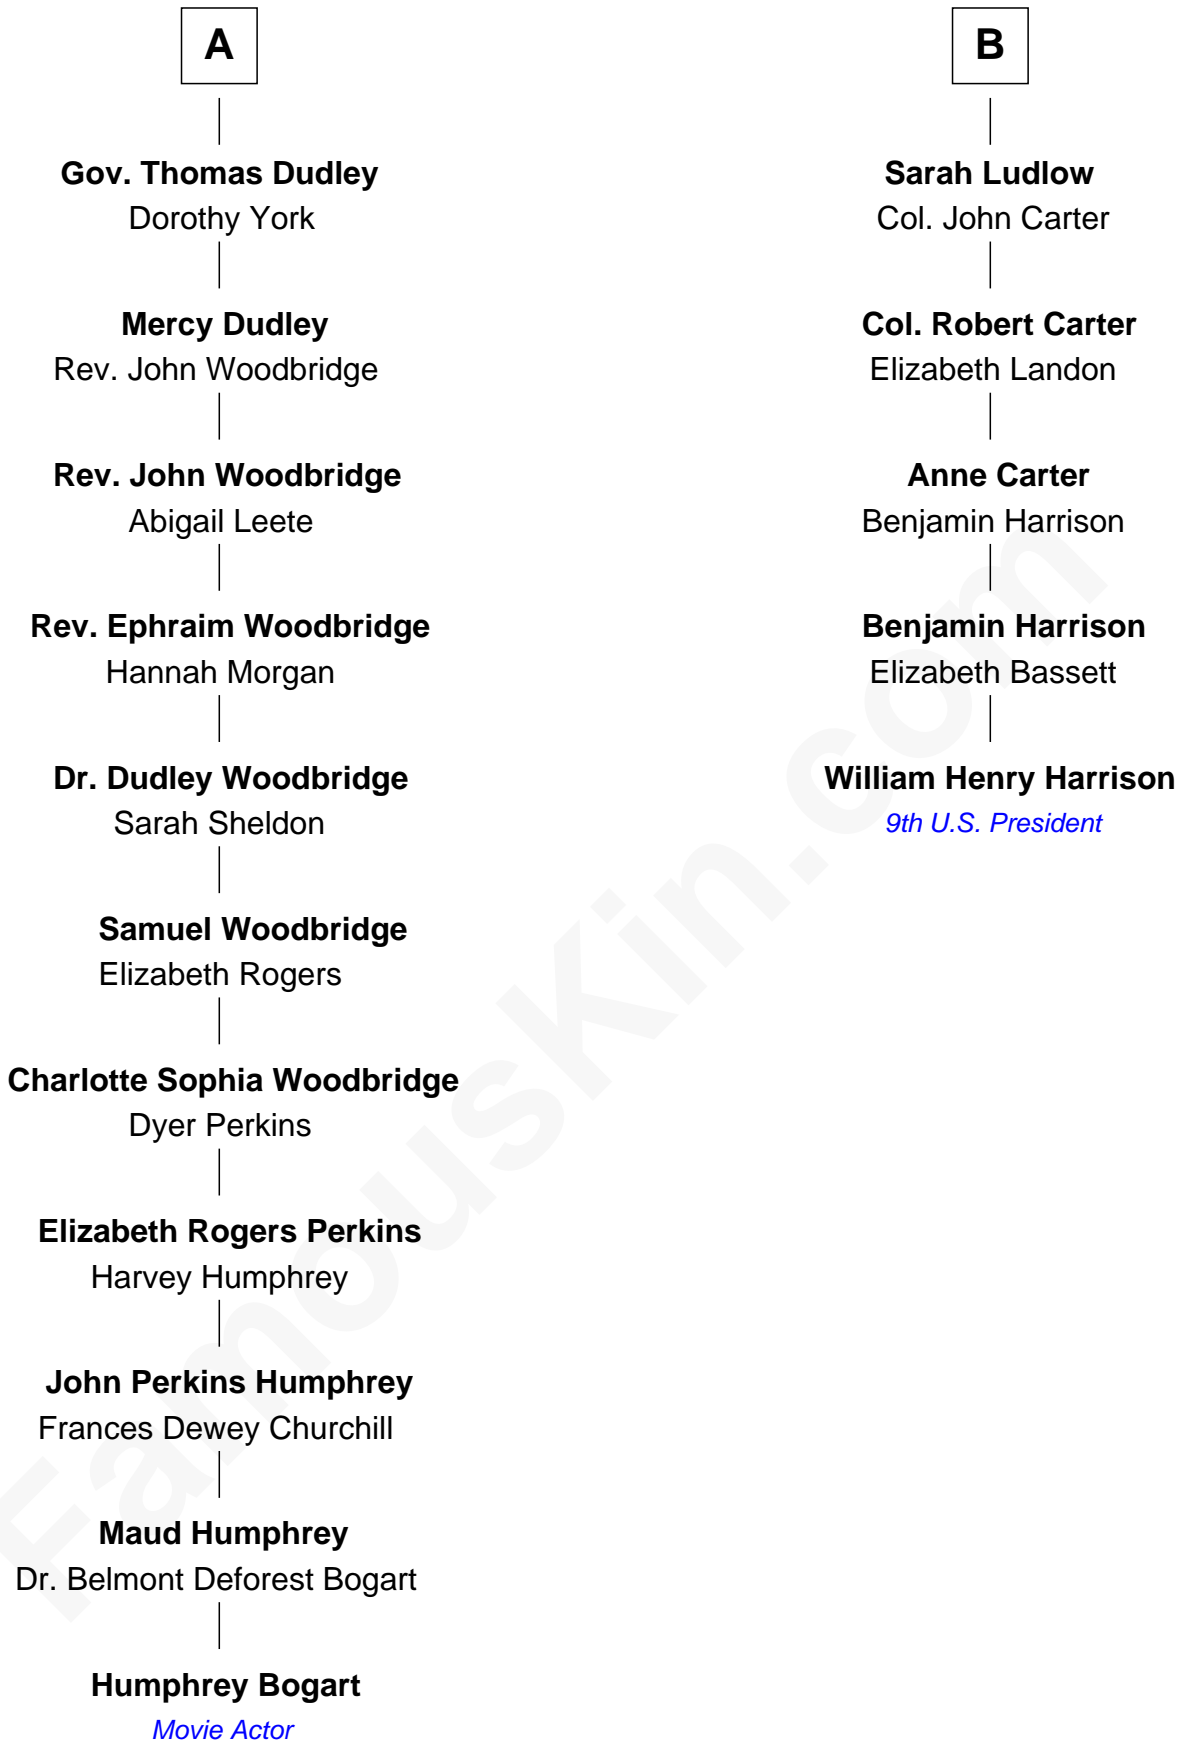 A
Gov. Thomas Dudley
Dorothy York
Mercy Dudley
Rev. John Woodbridge
Rev. John Woodbridge
Abigail Leete
Rev. Ephraim Woodbridge
Hannah Morgan
Dr. Dudley Woodbridge
Sarah Sheldon
Samuel Woodbridge
Elizabeth Rogers
Charlotte Sophia Woodbridge
Dyer Perkins
Elizabeth Rogers Perkins
Harvey Humphrey
John Perkins Humphrey
Frances Dewey Churchill
Maud Humphrey
Dr. Belmont Deforest Bogart
Humphrey Bogart
Movie Actor
B
Sarah Ludlow
Col. John Carter
Col. Robert Carter
Elizabeth Landon
Anne Carter
Benjamin Harrison
Benjamin Harrison
Elizabeth Bassett
William Henry Harrison
9th U.S. President
FamousKin.com